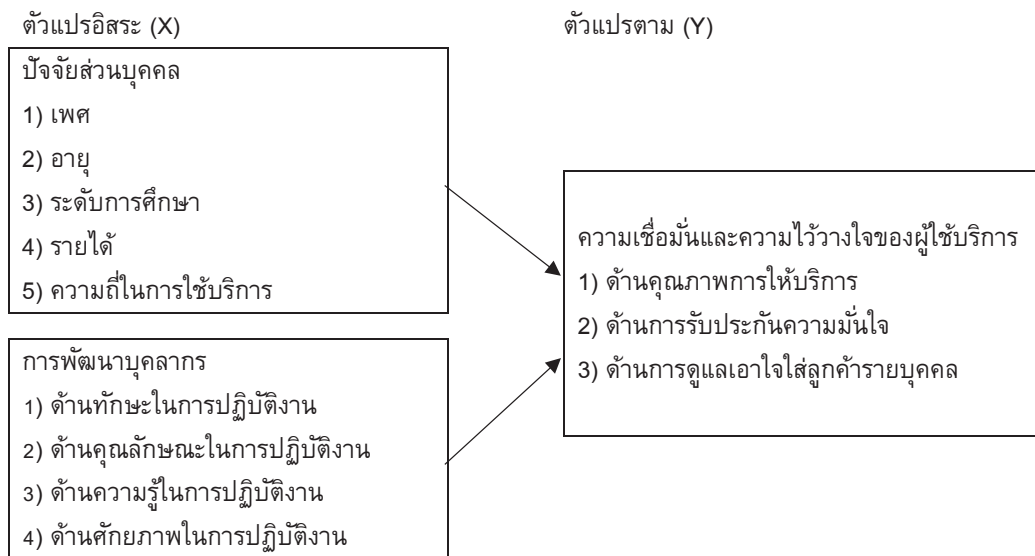 ตัวแปรอิสระ (X)
ปัจจัยส่วนบุคคล
1) เพศ
2) อายุ
3) ระดับการศึกษา
4) รายได้
5) ความถี่ในการใช้บริการ
การพัฒนาบุคลากร
1) ด้านทักษะในการปฏิบัติงาน
2) ด้านคุณลักษณะในการปฏิบัติงาน
3) ด้านความรู้ในการปฏิบัติงาน
4) ด้านศักยภาพในการปฏิบัติงาน
ตัวแปรตาม (Y)
ความเชื่อมั่นและความไว้วางใจของผู้ใช้บริการ
1) ด้านคุณภาพการให้บริการ
2) ด้านการรับประกันความมั่นใจ
3) ด้านการดูแลเอาใจใส่ลูกค้ารายบุคคล